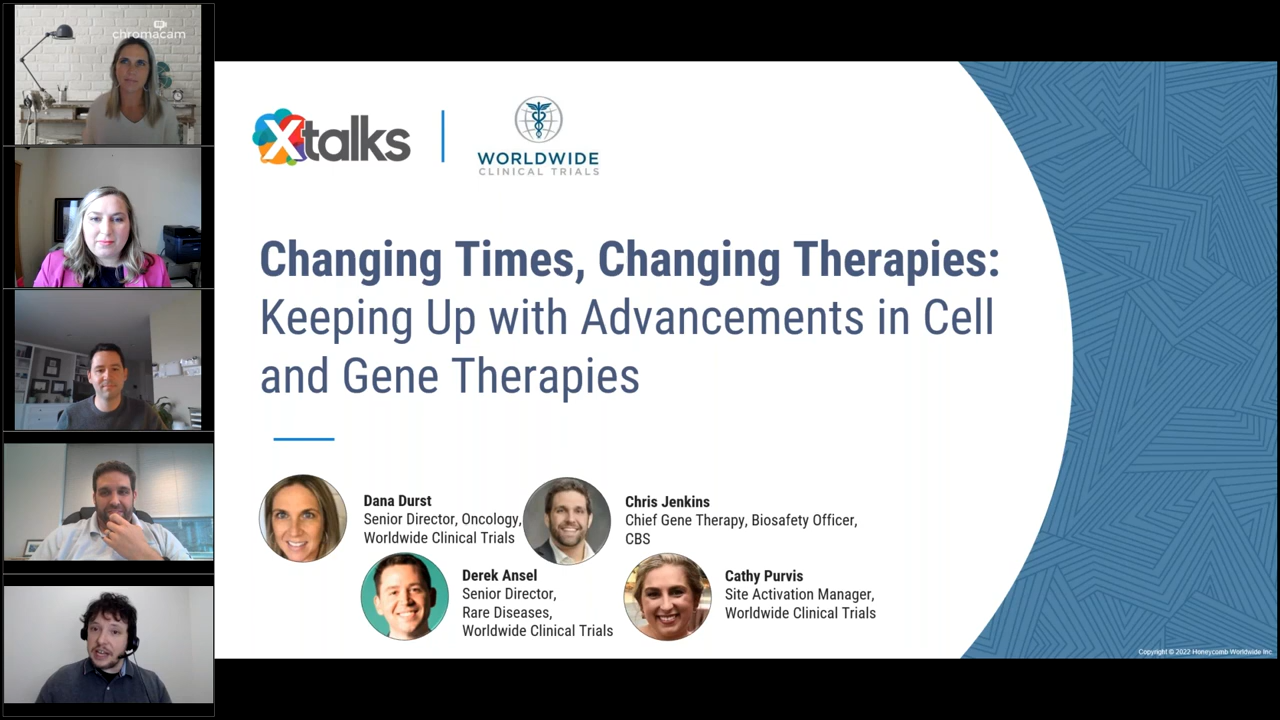 chromacam
Xtalks
WORLDWIDE
CLINICAL TRIALS
Changing Times, Changing Therapies:
Keeping Up with Advancements in Cell
and Gene Therapies
Dana Durst
Senior Director, Oncology,
Worldwide Clinical Trials
Chris Jenkins
Chief Gene Therapy, Biosafety Officer,
CBS
Derek Ansel
Senior Director,
Rare Diseases,
Worldwide Clinical Trials
Cathy Purvis
Site Activation Manager,
Worldwide Clinical Trials
Copyright © 2022 Honeycomb Worldwide Inc.